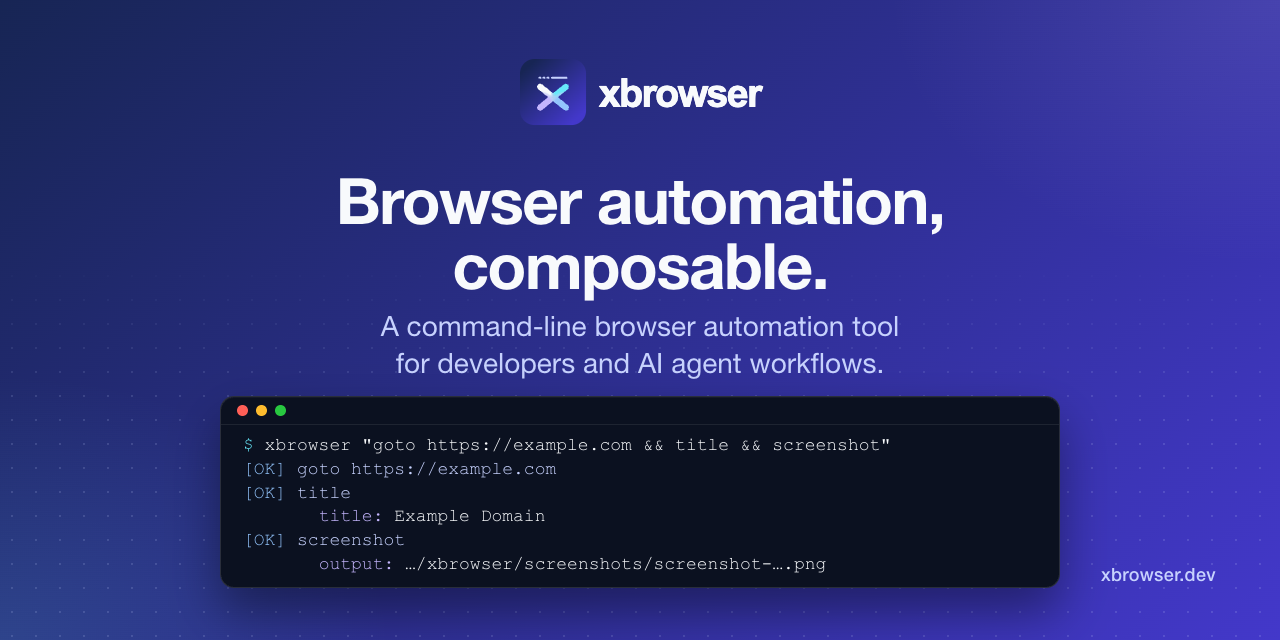 xbrowser
Browser automation,
composable.
A command-line browser automation tool
for developers and AI agent workflows.
$ xbrowser "goto https://example.com && title && screenshot"
[OK] goto https://example.com
[OK] title
title: Example Domain
[OK] screenshot
output: …/xbrowser/screenshots/screenshot-….png
xbrowser.dev